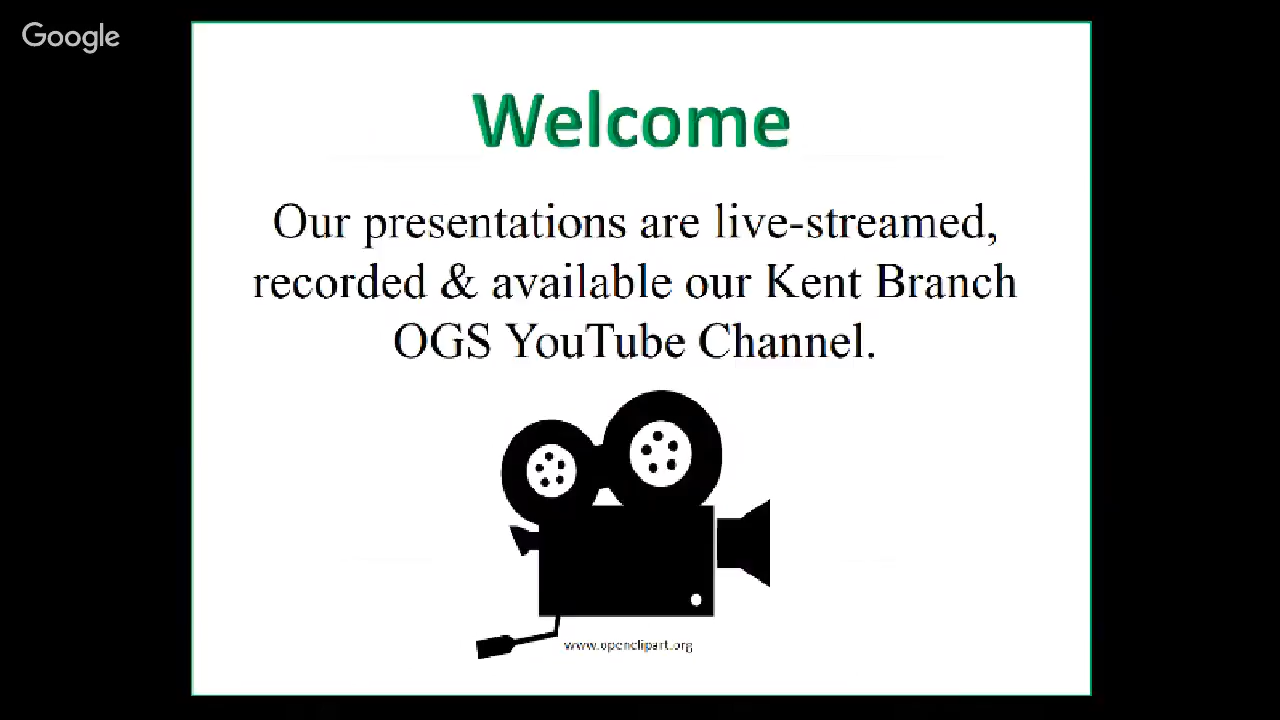 Google
Welcome
Our presentations are live-streamed,
recorded & available our Kent Branch
OGS YouTube Channel.
www.openclipart.org